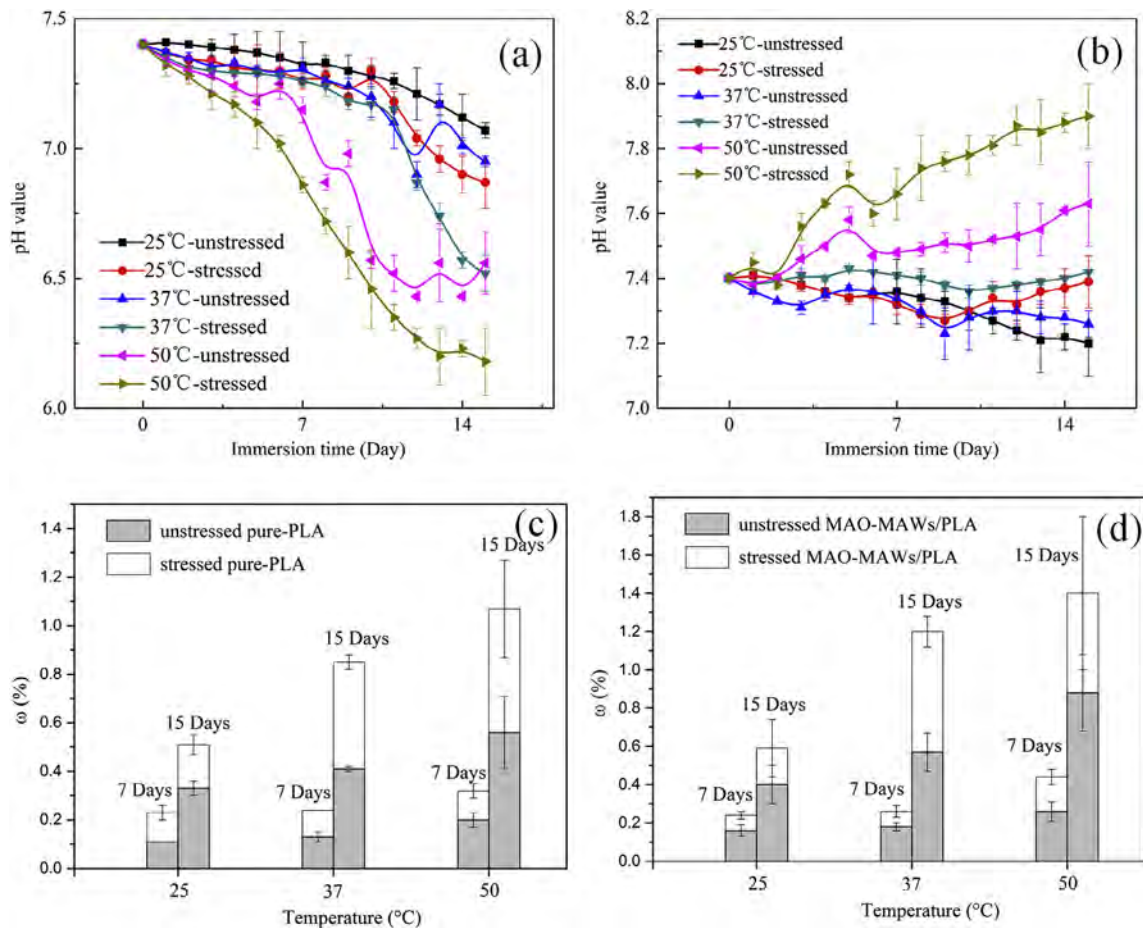 (a)
7.5
7.0
6.5
6.0
pH value
25℃-unstressed
25℃-stressed
37℃-unstressed
37℃-stressed
50℃-unstressed
50℃-stressed
0
7
14
Immersion time (Day)
(b)
8.2
8.0
7.8
7.6
7.4
7.2
7.0
pH value
25℃-unstressed
25℃-stressed
37℃-unstressed
37℃-stressed
50℃-unstressed
50℃-stressed
0
7
14
Immersion time (Day)
(c)
1.4
1.2
1.0
0.8
0.6
0.4
0.2
0.0
ω (%)
unstressed pure-PLA
stressed pure-PLA
7 Days
15 Days
7 Days
15 Days
7 Days
15 Days
25
37
50
Temperature (°C)
(d)
1.8
1.6
1.4
1.2
1.0
0.8
0.6
0.4
0.2
0.0
ω (%)
unstressed MAO-MAWs/PLA
stressed MAO-MAWs/PLA
7 Days
15 Days
7 Days
15 Days
7 Days
15 Days
25
37
50
Temperature (°C)